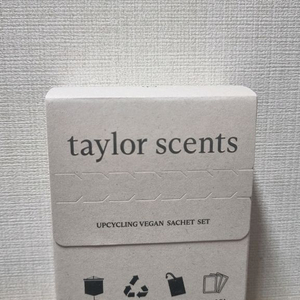 taylor scents
UPCYCLING VEGAN SACHET SET